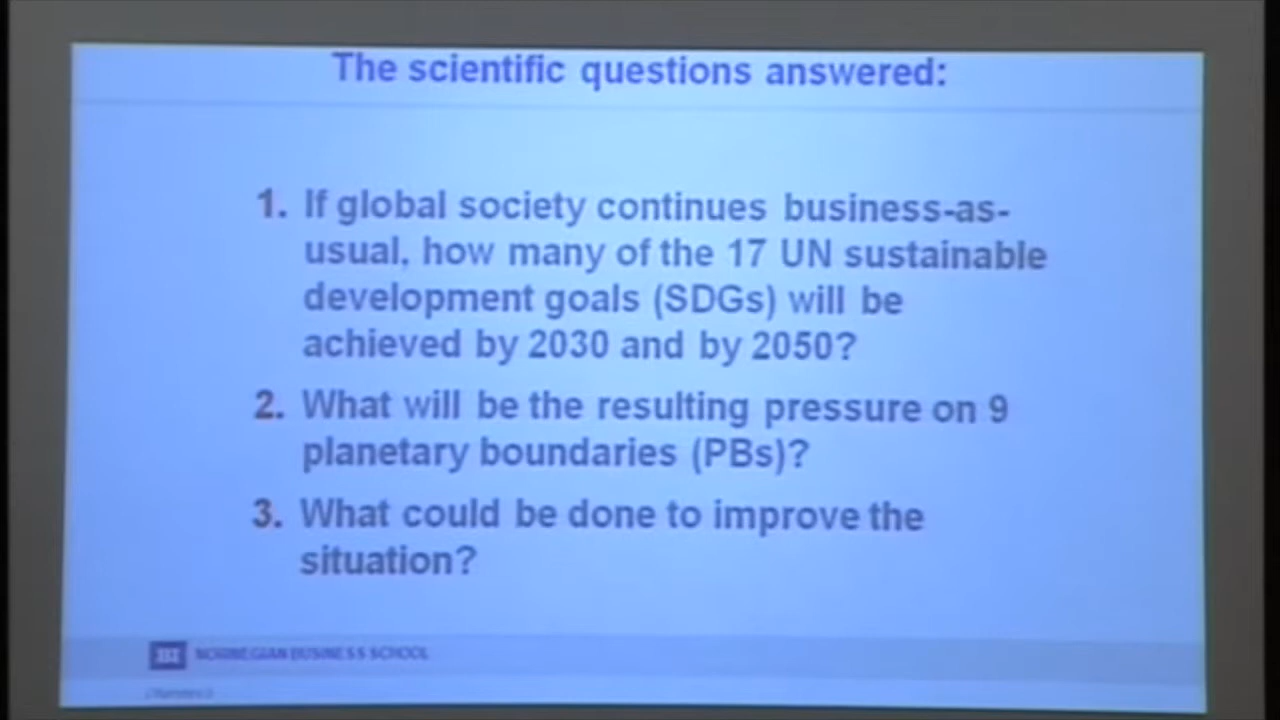 The scientific questions answered:
1. If global society continues business-as-
usual, how many of the 17 UN sustainable
development goals (SDGs) will be
achieved by 2030 and by 2050?
2. What will be the resulting pressure on 9
planetary boundaries (PBs)?
3. What could be done to improve the
situation?
NORWEGIAN BUSINESS SCHOOL